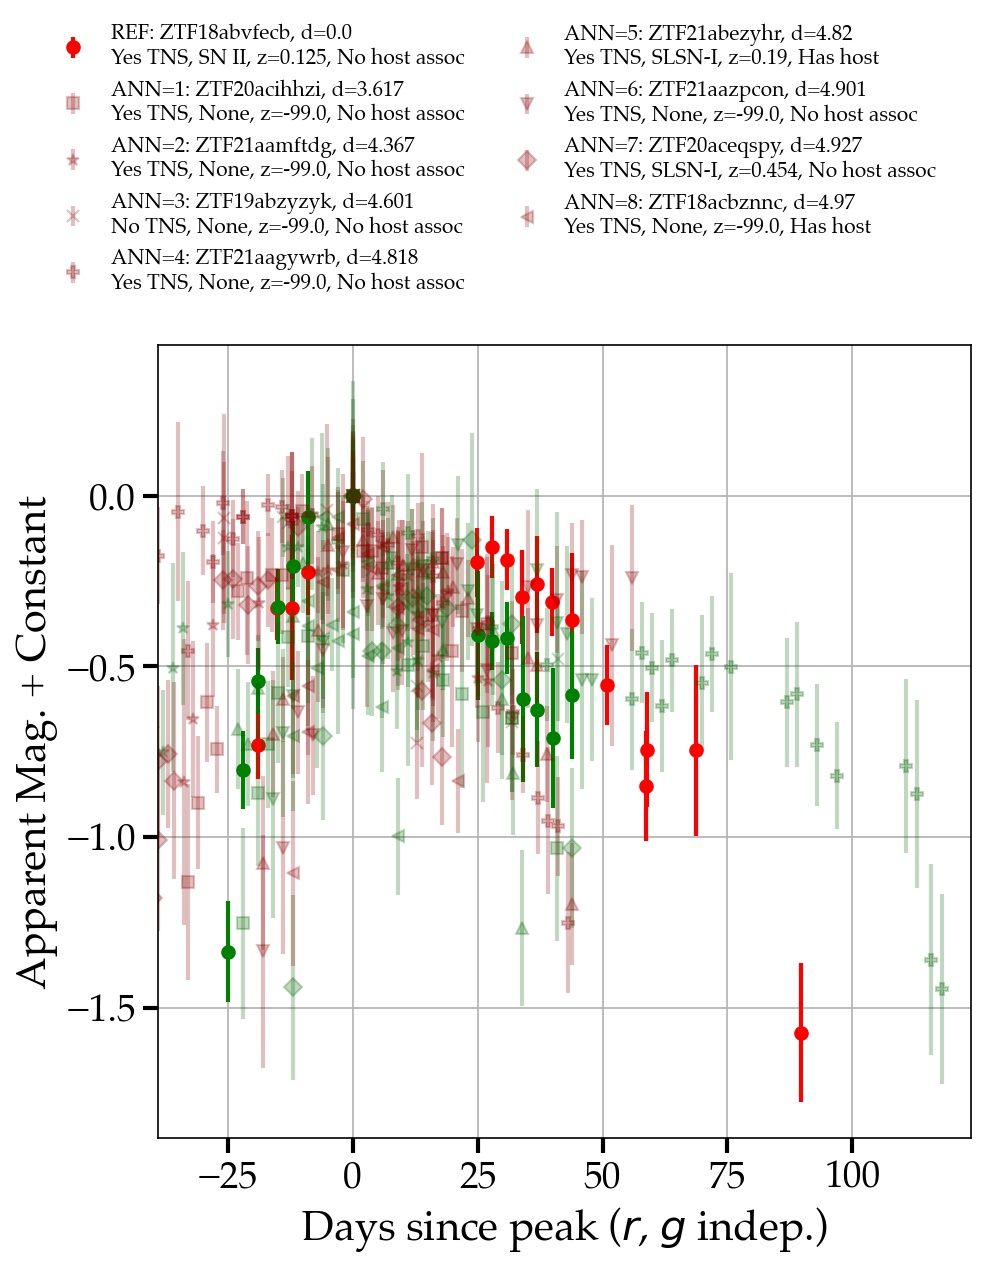 REF: ZTF18abvfecb, d=0.0
Yes TNS, SN II, z=0.125, No host assoc
ANN=1: ZTF20acihhzi, d=3.617
Yes TNS, None, z=-99.0, No host assoc
ANN=2: ZTF21aamftdg, d=4.367
Yes TNS, None, z=-99.0, No host assoc
ANN=3: ZTF19abzyzyk, d=4.601
No TNS, None, z=-99.0, No host assoc
ANN=4: ZTF21aagywrb, d=4.818
Yes TNS, None, z=-99.0, No host assoc
ANN=5: ZTF21abezyhr, d=4.82
Yes TNS, SLSN-I, z=0.19, Has host
ANN=6: ZTF21aazpcon, d=4.901
Yes TNS, None, z=-99.0, No host assoc
ANN=7: ZTF20aceqspy, d=4.927
Yes TNS, SLSN-I, z=0.454, No host assoc
ANN=8: ZTF18acbznnc, d=4.97
Yes TNS, None, z=-99.0, Has host
Apparent Mag. + Constant
0.0
−0.5
−1.0
−1.5
−25 0 25 50 75 100
Days since peak (r, g indep.)